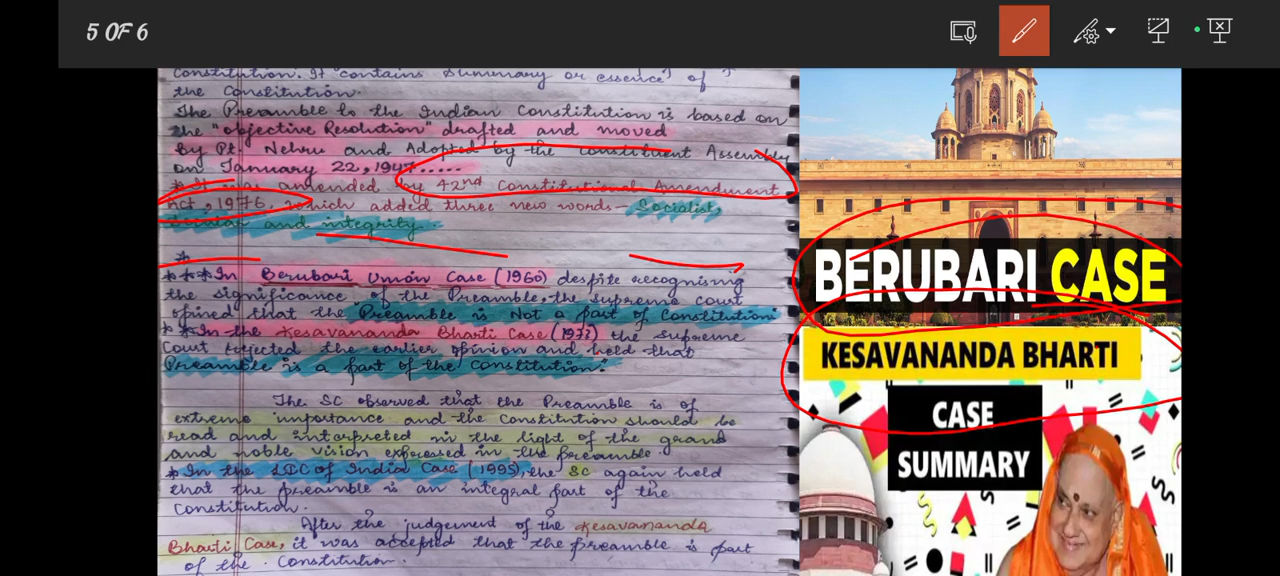 5 OF 6
Constitution. It contains summary or essence of
the Constitution.
The Preamble to the Indian Constitution is based on
the "objective Resolution" drafted and moved
by Pt. Nehru and Adopted by the Constituent Assembly
on January 22, 1947.....
* It was amended by 42nd Constitutional Amendment
Act, 1976, which added three new words - Socialist,
and integrity.
*
***In Berubari Union Case (1960) despite recognising
the significance of the Preamble, the supreme court
opined that the Preamble is Not a part of Constitution
**In the Kesavananda Bharti Case (1973) the Supreme
Court rejected the earlier opinion and held that
Preamble is a part of the Constitution."
The SC observed that the Preamble is of
extreme importance and the Constitution should be
read and interpreted in the light of the grand
and noble vision expressed in the preamble.
*In the LIC of India Case (1995), the SC again held
that the preamble is an integral part of the
Constitution.
After the judgement of the Kesavananda
Bharti Case, it was accepted that the preamble is part
of the Constitution.
BERUBARI CASE
KESAVANANDA BHARTI
CASE
SUMMARY